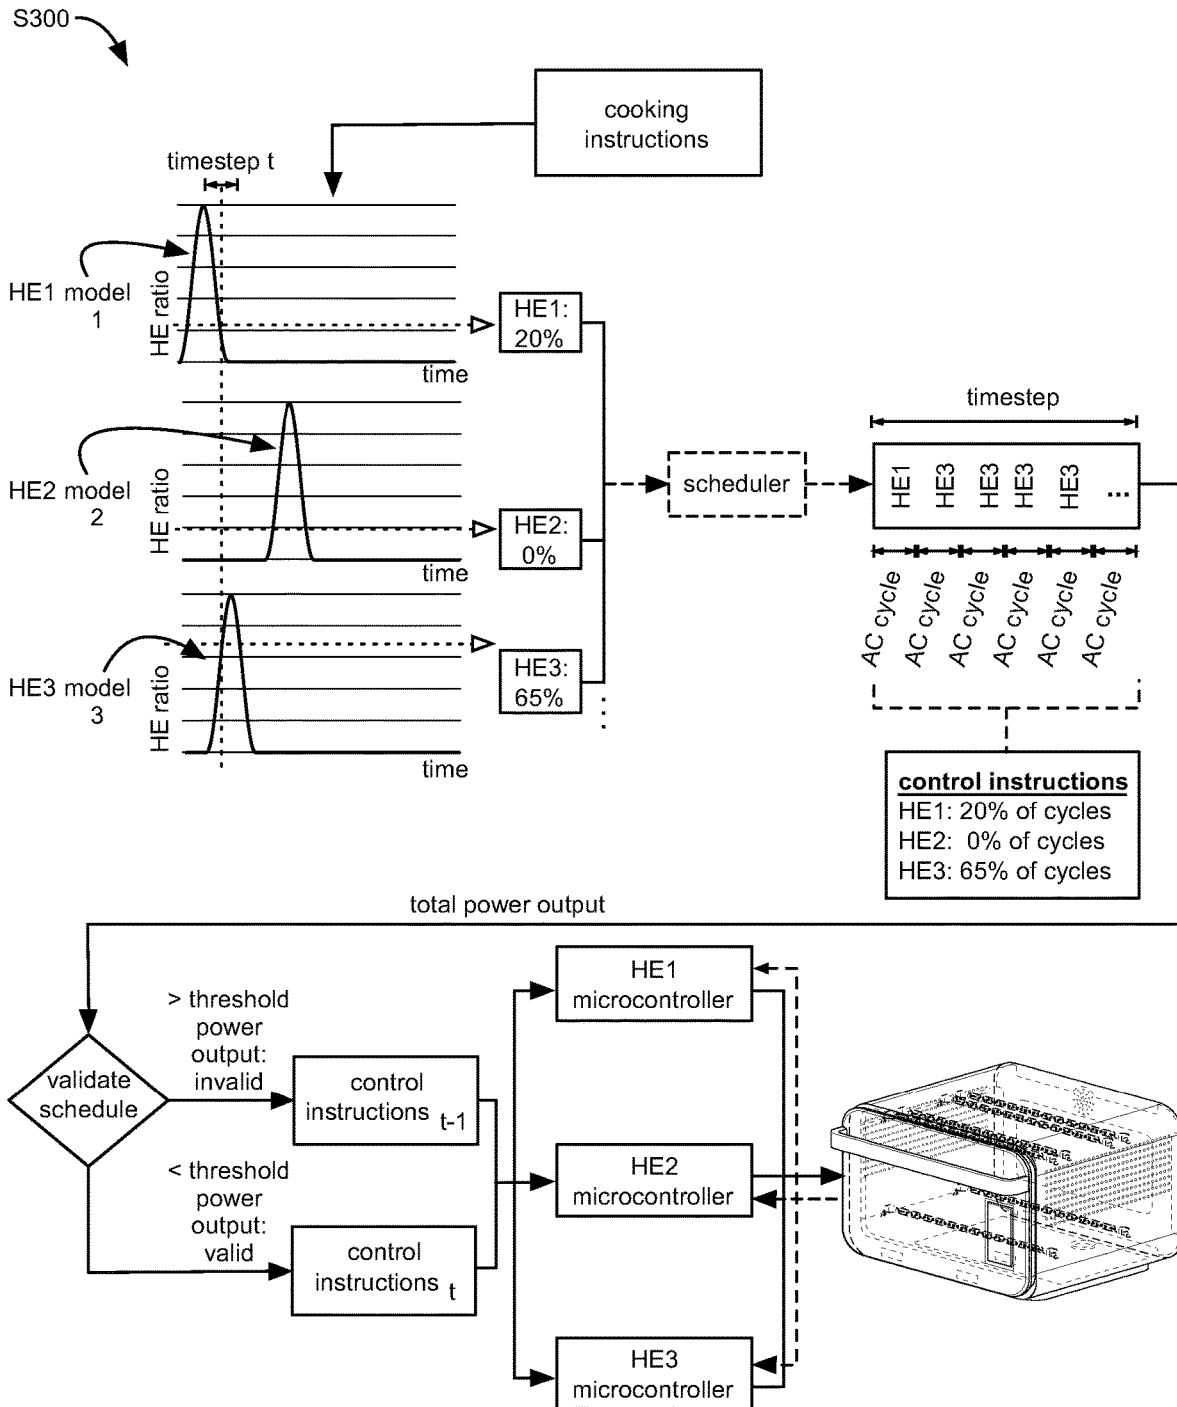 S300
cooking
instructions
timestep t
HE1 model
1
HE ratio
time
HE1:
20%
HE2 model
2
HE ratio
time
HE2:
0%
HE3 model
3
HE ratio
time
HE3:
65%
scheduler
timestep
HE1
HE3
HE3
HE3
HE3
...
AC cycle
AC cycle
AC cycle
AC cycle
AC cycle
AC cycle
control instructions
HE1: 20% of cycles
HE2: 0% of cycles
HE3: 65% of cycles
total power output
validate
schedule
> threshold
power
output:
invalid
< threshold
power
output:
valid
control
instructions t-1
control
instructions t
HE1
microcontroller
HE2
microcontroller
HE3
microcontroller